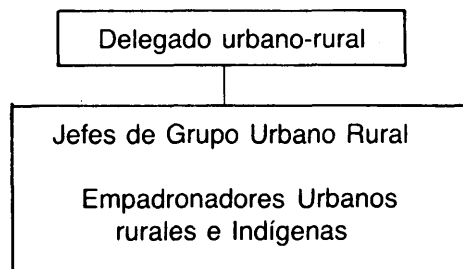 Delegado urbano-rural
Jefes de Grupo Urbano Rural
Empadronadores Urbanos
rurales e Indígenas